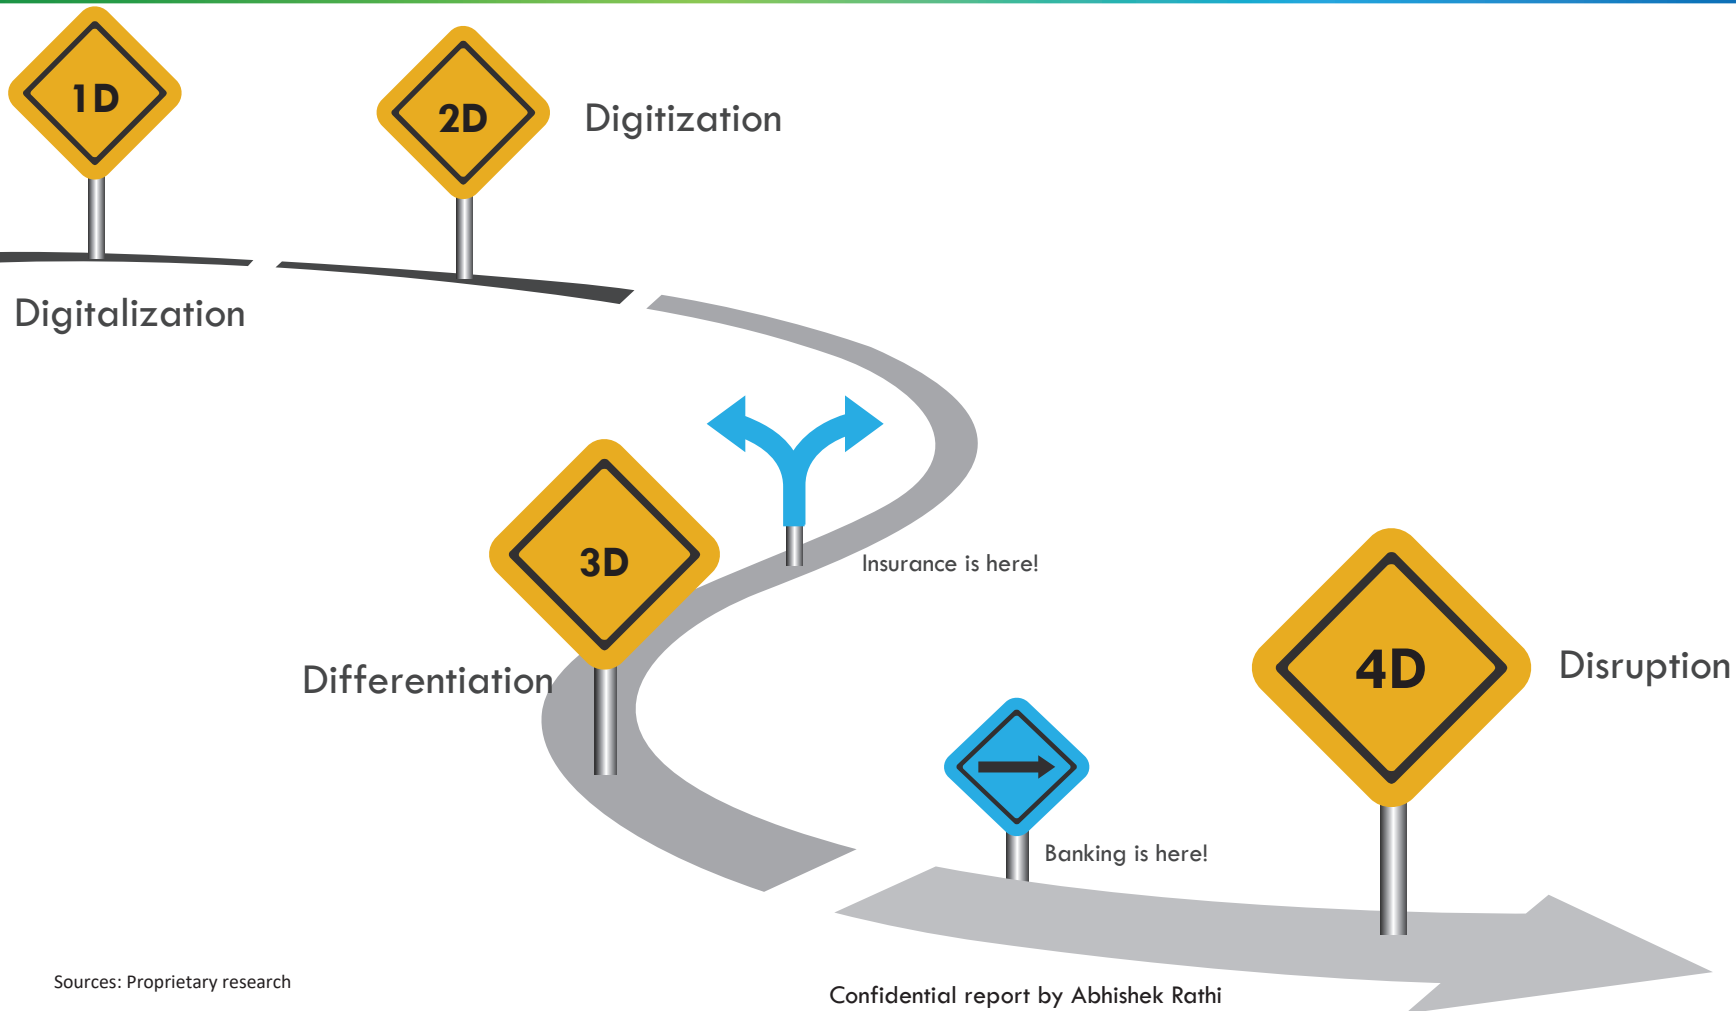 1D
2D
Digitization
Digitalization
Insurance is here!
3D
Differentiation
4D
Disruption
Banking is here!
Sources: Proprietary research
Confidential report by Abhishek Rathi